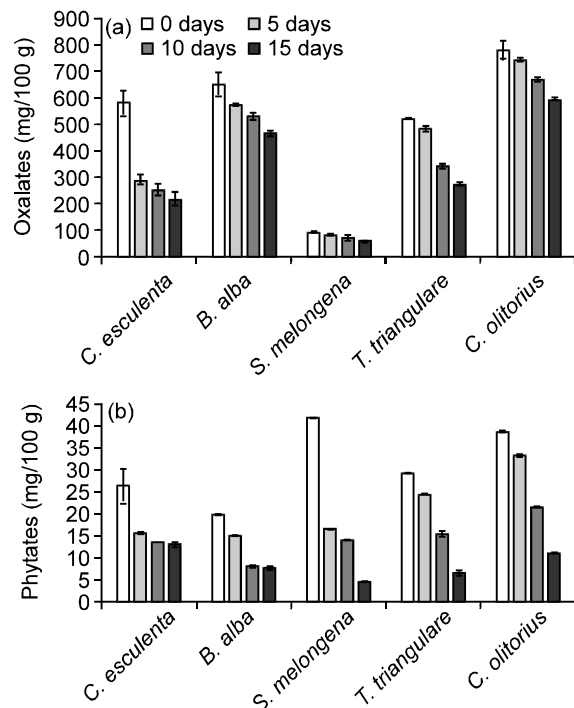 (a)
0 days 5 days
10 days 15 days
Oxalates (mg/100 g)
900
800
700
600
500
400
300
200
100
0
C. esculenta
B. alba
S. melongena
T. triangulare
C. olitorius
(b)
Phytates (mg/100 g)
45
40
35
30
25
20
15
10
5
0
C. esculenta
B. alba
S. melongena
T. triangulare
C. olitorius